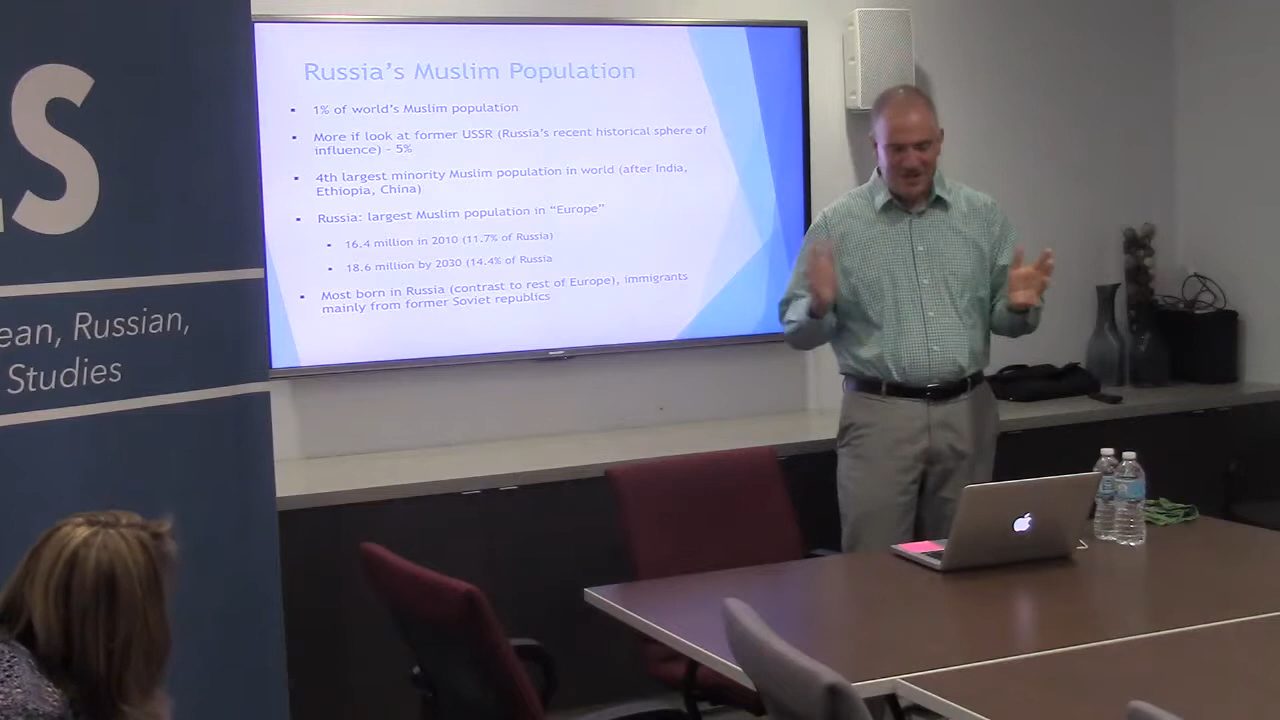 Russia's Muslim Population
▪ 1% of world's Muslim population
▪ More if look at former USSR (Russia's recent historical sphere of
influence) – 5%
▪ 4th largest minority Muslim population in world (after India,
Ethiopia, China)
▪ Russia: largest Muslim population in "Europe"
▪ 16.4 million in 2010 (11.7% of Russia)
▪ 18.6 million by 2030 (14.4% of Russia
▪ Most born in Russia (contrast to rest of Europe), immigrants
mainly from former Soviet republics
S
ean, Russian,
Studies